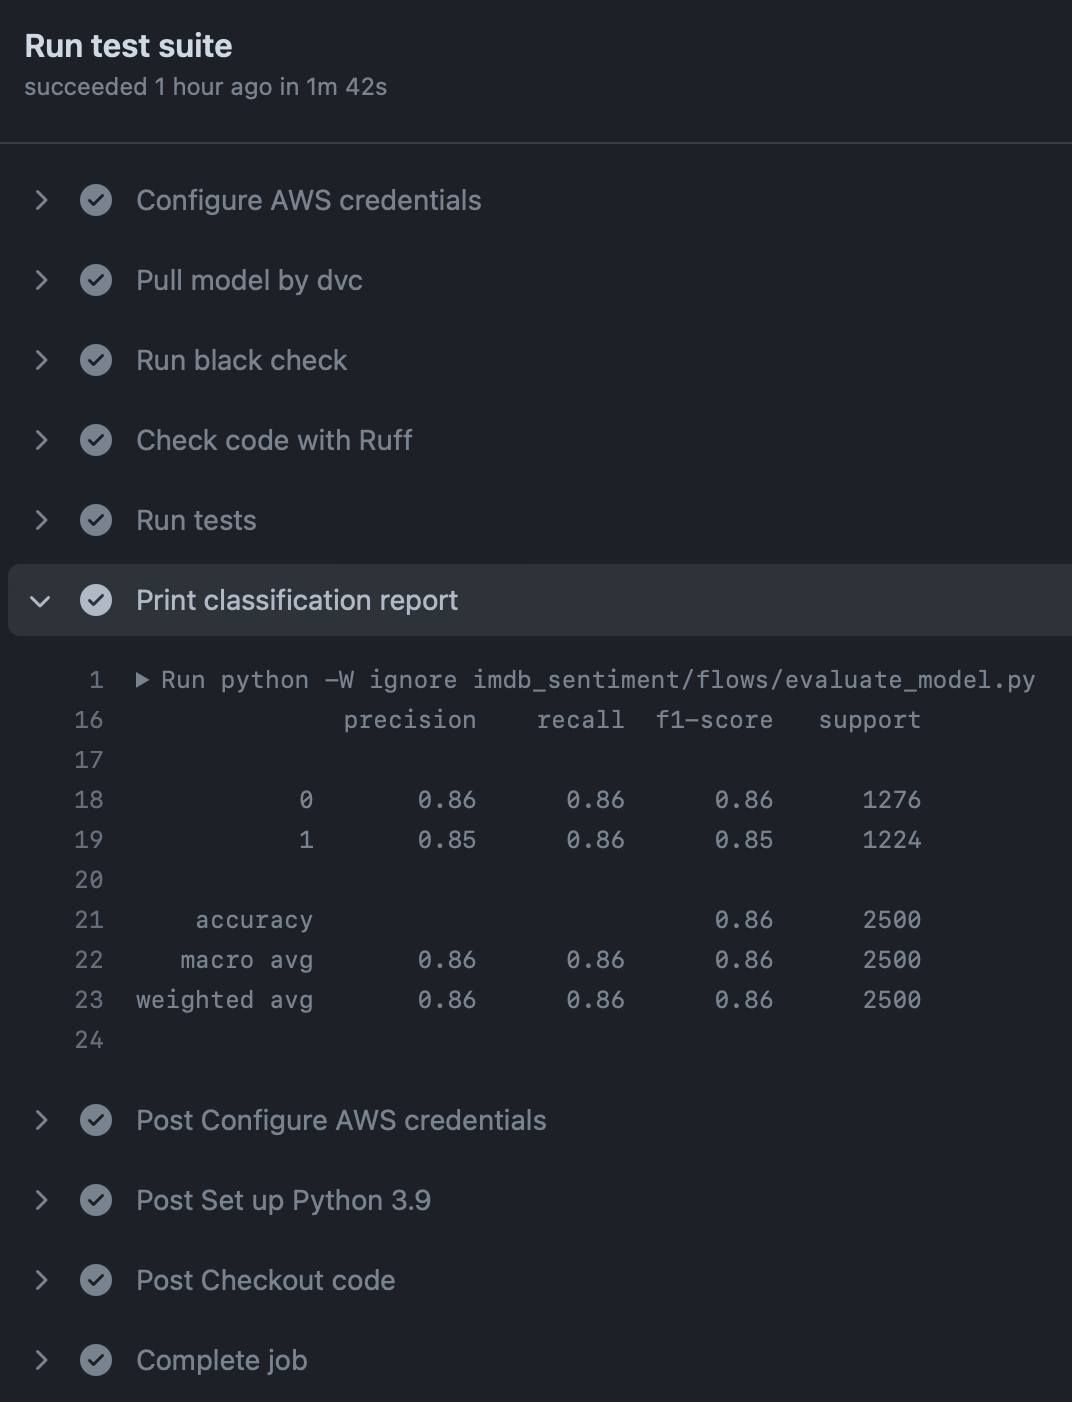 Run test suite
succeeded 1 hour ago in 1m 42s
Configure AWS credentials
Pull model by dvc
Run black check
Check code with Ruff
Run tests
Print classification report
1 ▶ Run python -W ignore imdb_sentiment/flows/evaluate_model.py
16 precision recall f1-score support
17
18 0 0.86 0.86 0.86 1276
19 1 0.85 0.86 0.85 1224
20
21 accuracy 0.86 2500
22 macro avg 0.86 0.86 0.86 2500
23 weighted avg 0.86 0.86 0.86 2500
24
Post Configure AWS credentials
Post Set up Python 3.9
Post Checkout code
Complete job